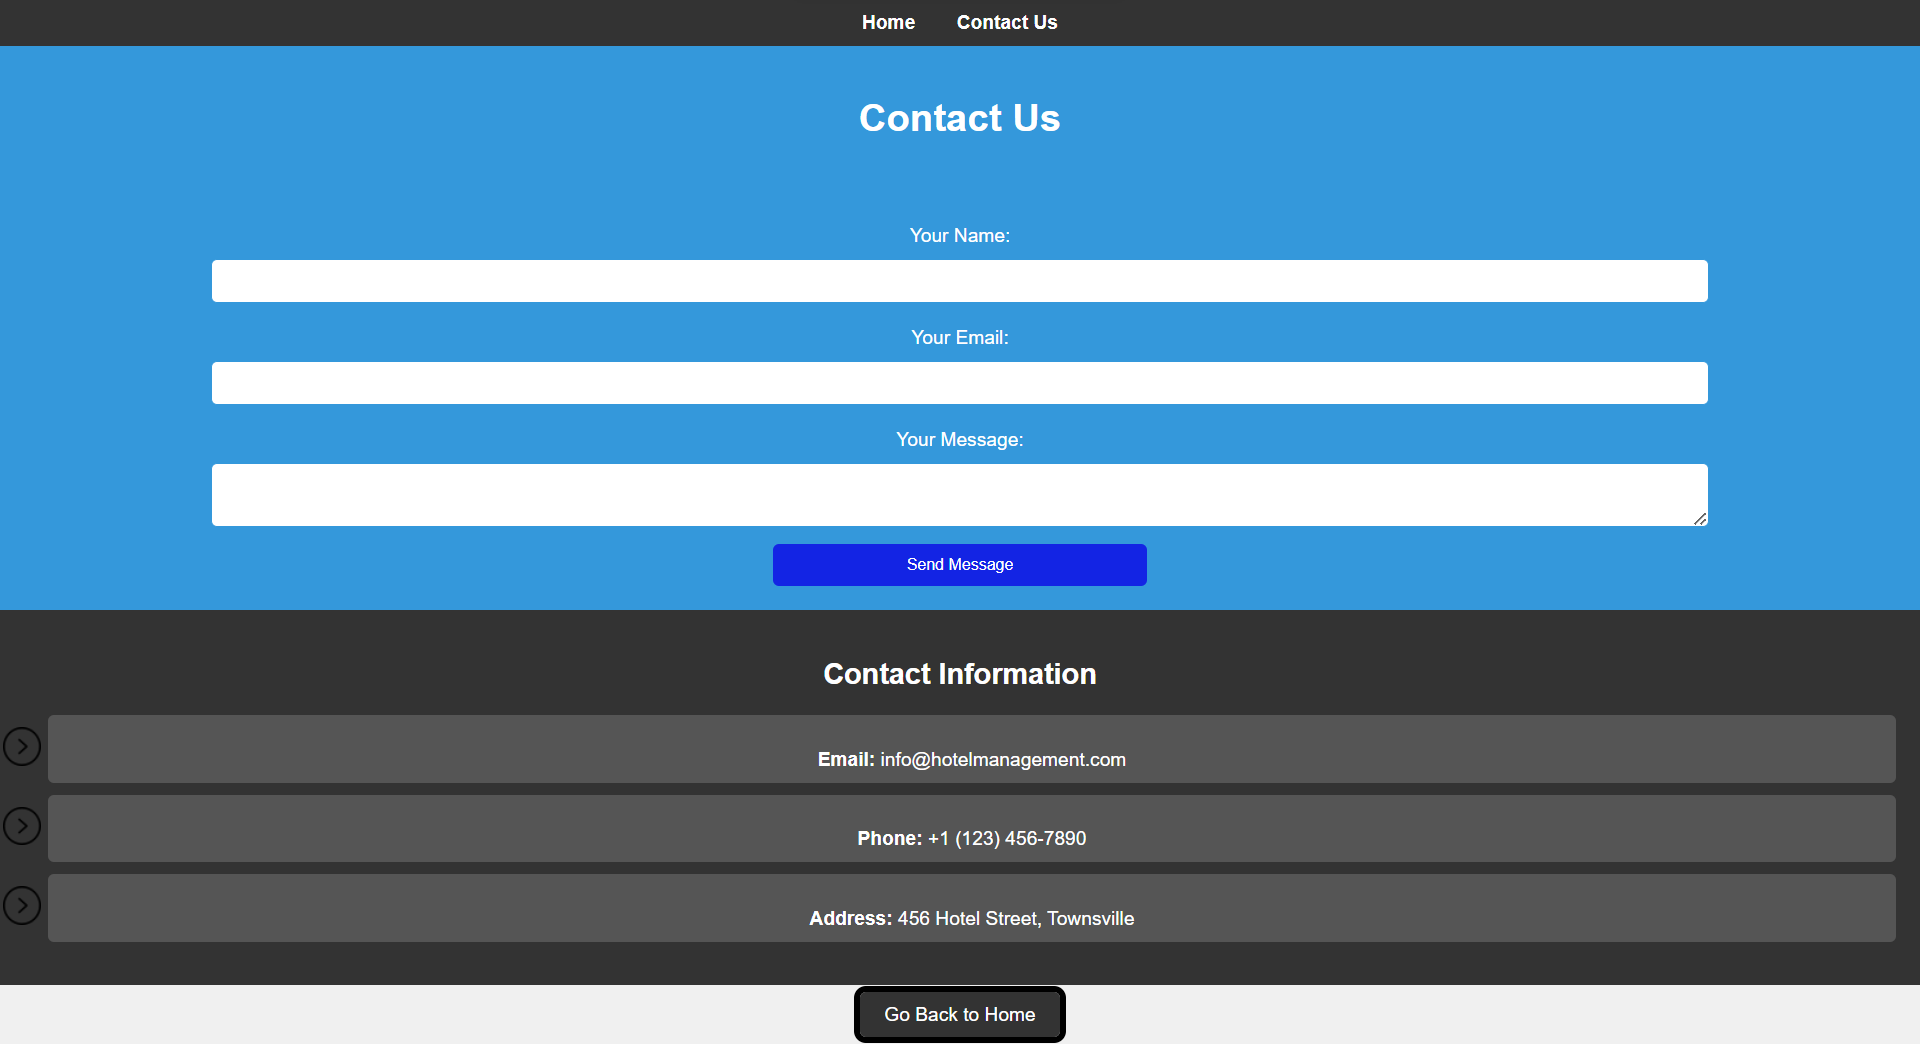 Home Contact Us
Contact Us
Your Name:
Your Email:
Your Message:
Send Message
Contact Information
Email: info@hotelmanagement.com
Phone: +1 (123) 456-7890
Address: 456 Hotel Street, Townsville
Go Back to Home